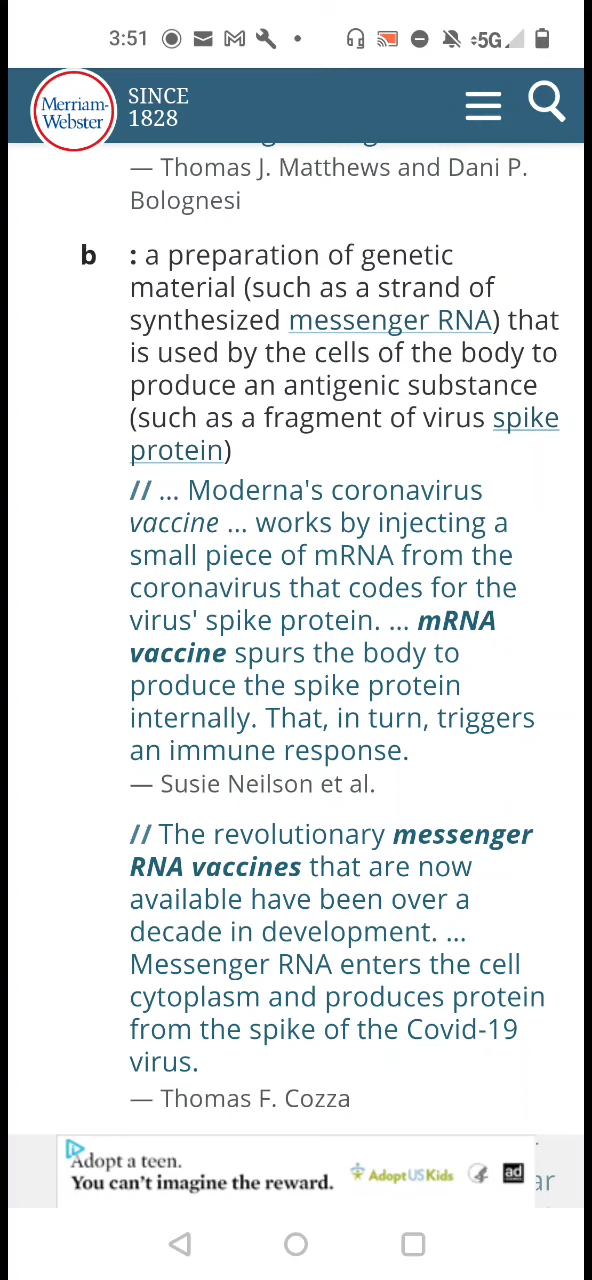 3:51
5G
Merriam-
Webster
SINCE
1828
— Thomas J. Matthews and Dani P.
Bolognesi
b : a preparation of genetic
material (such as a strand of
synthesized messenger RNA) that
is used by the cells of the body to
produce an antigenic substance
(such as a fragment of virus spike
protein)
// ... Moderna's coronavirus
vaccine ... works by injecting a
small piece of mRNA from the
coronavirus that codes for the
virus' spike protein. ... mRNA
vaccine spurs the body to
produce the spike protein
internally. That, in turn, triggers
an immune response.
— Susie Neilson et al.
// The revolutionary messenger
RNA vaccines that are now
available have been over a
decade in development. ...
Messenger RNA enters the cell
cytoplasm and produces protein
from the spike of the Covid-19
virus.
— Thomas F. Cozza
Adopt a teen.
You can't imagine the reward.
AdoptUSKids
ad
ar